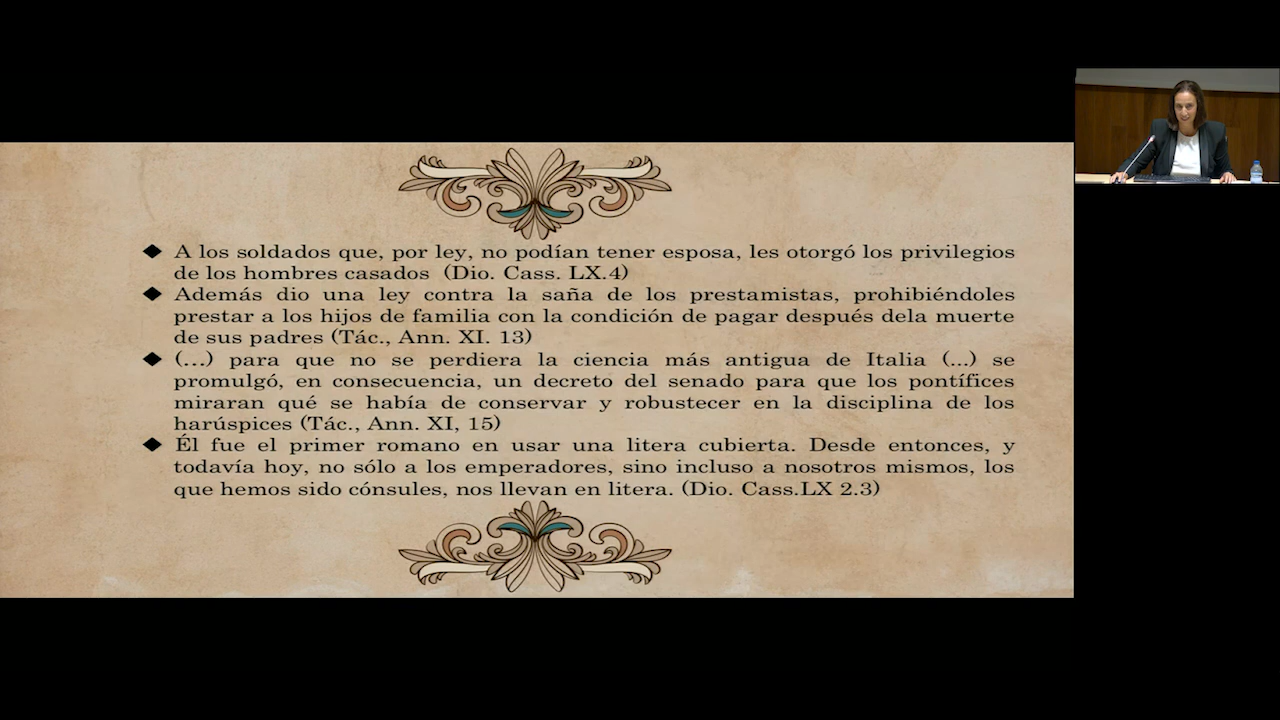 A los soldados que, por ley, no podían tener esposa, les otorgó los privilegios
de los hombres casados (Dio. Cass. LX.4)
Además dio una ley contra la saña de los prestamistas, prohibiéndoles
prestar a los hijos de familia con la condición de pagar después dela muerte
de sus padres (Tác., Ann. XI. 13)
(…) para que no se perdiera la ciencia más antigua de Italia (...) se
promulgó, en consecuencia, un decreto del senado para que los pontífices
miraran qué se había de conservar y robustecer en la disciplina de los
harúspices (Tác., Ann. XI, 15)
Él fue el primer romano en usar una litera cubierta. Desde entonces, y
todavía hoy, no sólo a los emperadores, sino incluso a nosotros mismos, los
que hemos sido cónsules, nos llevan en litera. (Dio. Cass.LX 2.3)